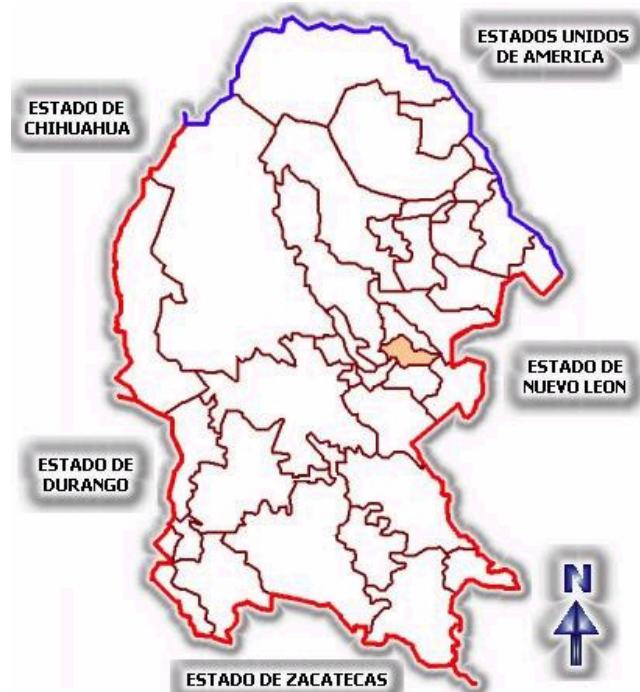 ESTADOS UNIDOS
DE AMERICA
ESTADO DE
CHIHUAHUA
ESTADO DE
NUEVO LEON
ESTADO DE
DURANGO
N
ESTADO DE ZACATECAS